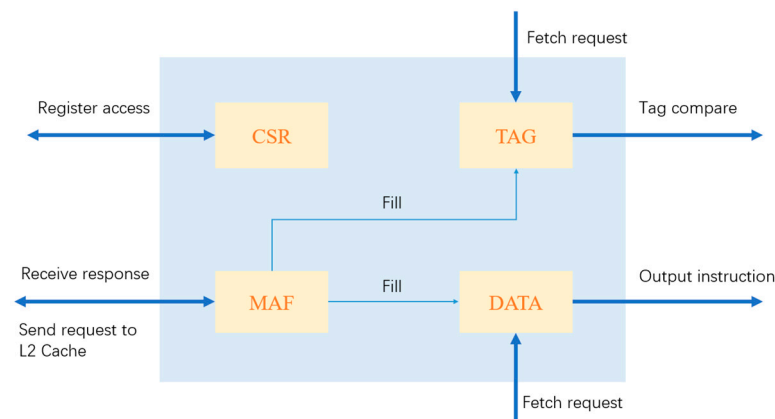 Fetch request
Register access
CSR
TAG
Tag compare
Fill
Receive response
MAF
Fill
DATA
Output instruction
Send request to
L2 Cache
Fetch request